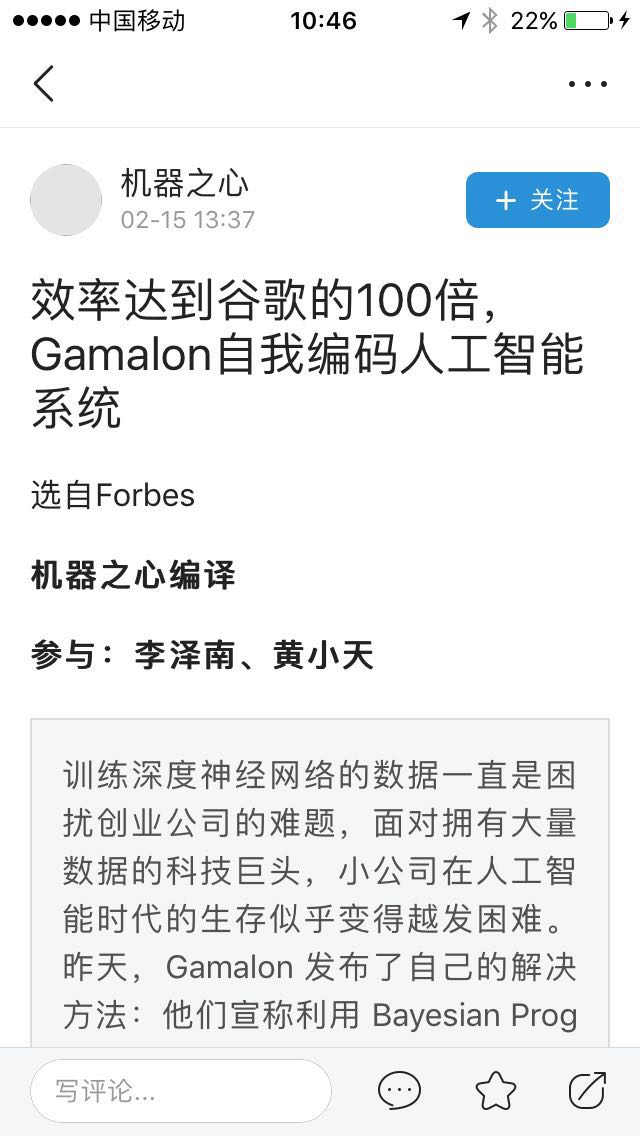 中国移动 10:46 22%
机器之心
02-15 13:37
+ 关注
效率达到谷歌的100倍，
Gamalon自我编码人工智能
系统
选自Forbes
机器之心编译
参与：李泽南、黄小天
训练深度神经网络的数据一直是困
扰创业公司的难题，面对拥有大量
数据的科技巨头，小公司在人工智
能时代的生存似乎变得越发困难。
昨天，Gamalon 发布了自己的解决
方法：他们宣称利用 Bayesian Prog
写评论...